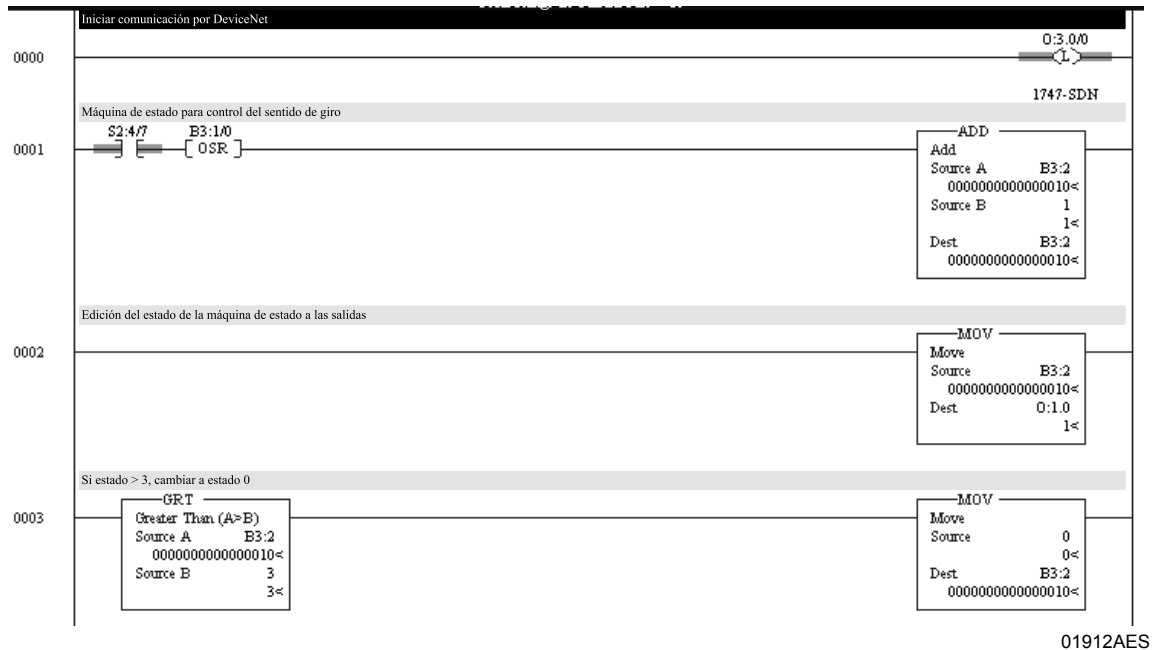 Iniciar comunicación por DeviceNet
O:3.0/0
0000
L
1747-SDN
Máquina de estado para control del sentido de giro
S2:4/7 B3:1/0 ADD
0001 OSR Add
Source A B3:2
0000000000000010<
Source B 1
1<
Dest B3:2
0000000000000010<
Edición del estado de la máquina de estado a las salidas
MOV
0002 Move
Source B3:2
0000000000000010<
Dest O:1.0
1<
Si estado > 3, cambiar a estado 0
GRT MOV
0003 Greater Than (A>B) Move
Source A B3:2 Source 0
0000000000000010< 0<
Source B 3 Dest B3:2
3< 0000000000000010<
01912AES